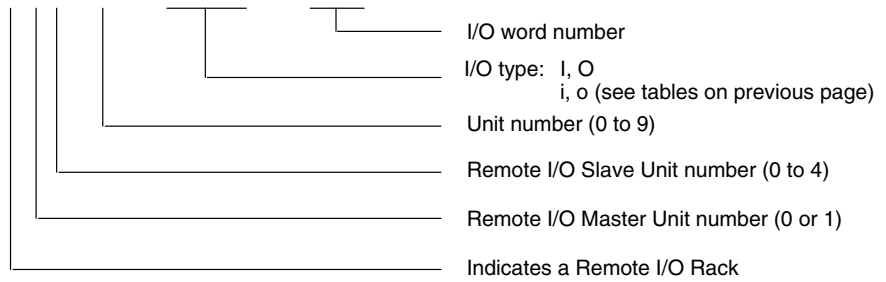 I/O word number
I/O type: I, O
i, o (see tables on previous page)
Unit number (0 to 9)
Remote I/O Slave Unit number (0 to 4)
Remote I/O Master Unit number (0 or 1)
Indicates a Remote I/O Rack